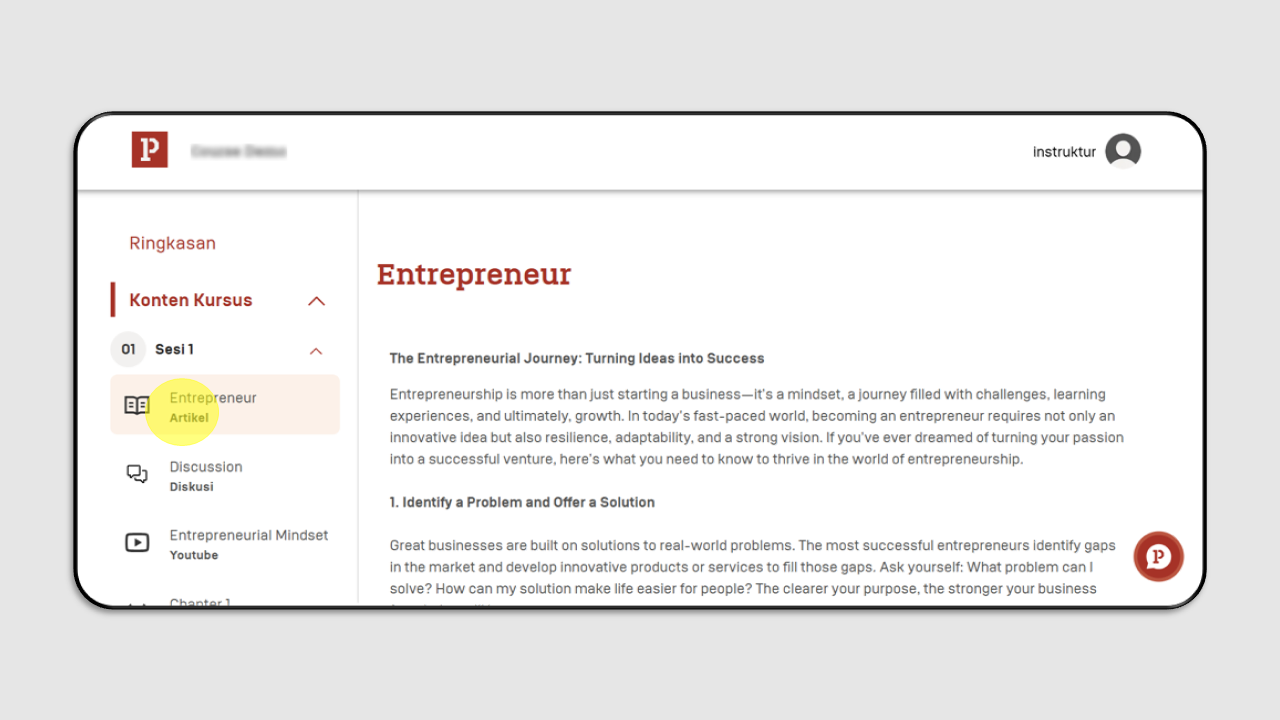 P
instruktur
Ringkasan
Konten Kursus
01 Sesi 1
Entrepreneur
Artikel
Discussion
Diskusi
Entrepreneurial Mindset
Youtube
Chapter 1
Entrepreneur
The Entrepreneurial Journey: Turning Ideas into Success
Entrepreneurship is more than just starting a business—it's a mindset, a journey filled with challenges, learning
experiences, and ultimately, growth. In today's fast-paced world, becoming an entrepreneur requires not only an
innovative idea but also resilience, adaptability, and a strong vision. If you've ever dreamed of turning your passion
into a successful venture, here's what you need to know to thrive in the world of entrepreneurship.
1. Identify a Problem and Offer a Solution
Great businesses are built on solutions to real-world problems. The most successful entrepreneurs identify gaps
in the market and develop innovative products or services to fill those gaps. Ask yourself: What problem can I
solve? How can my solution make life easier for people? The clearer your purpose, the stronger your business
P